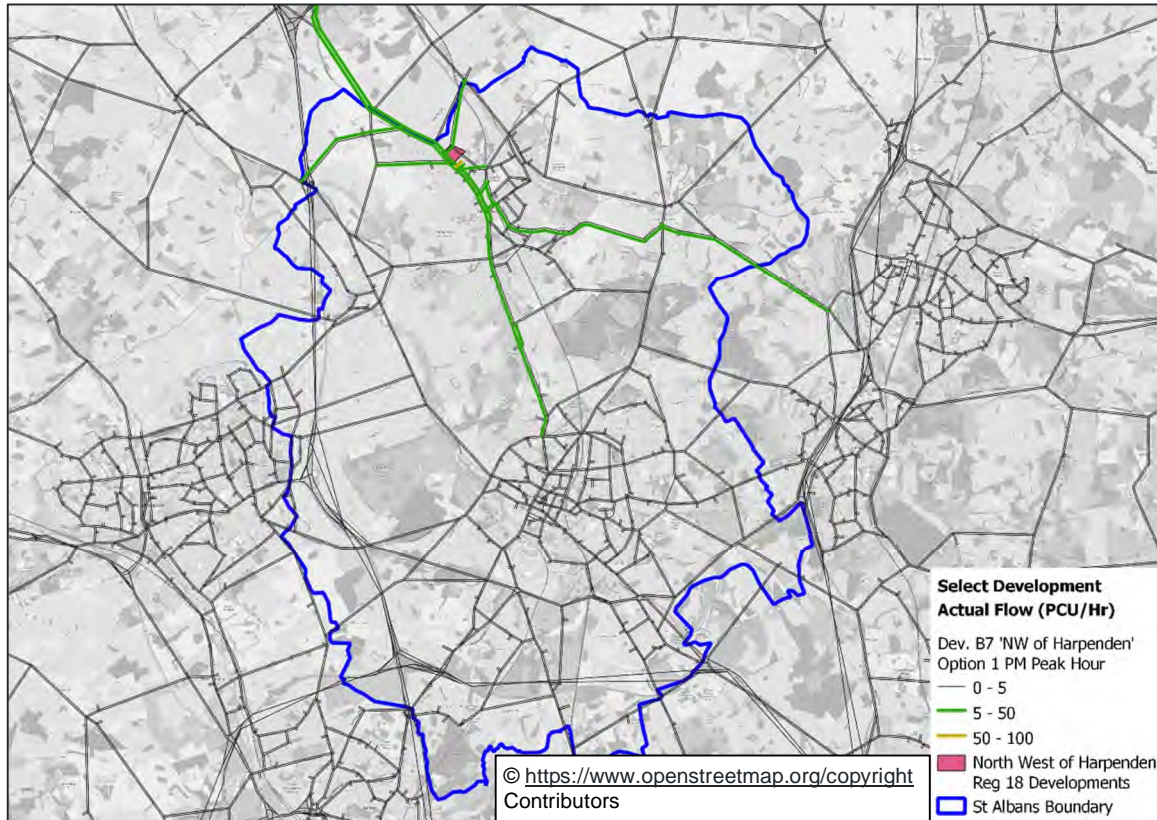 Select Development
Actual Flow (PCU/Hr)
Dev. B7 'NW of Harpenden'
Option 1 PM Peak Hour
0 - 5
5 - 50
50 - 100
North West of Harpenden
Reg 18 Developments
St Albans Boundary
© https://www.openstreetmap.org/copyright
Contributors